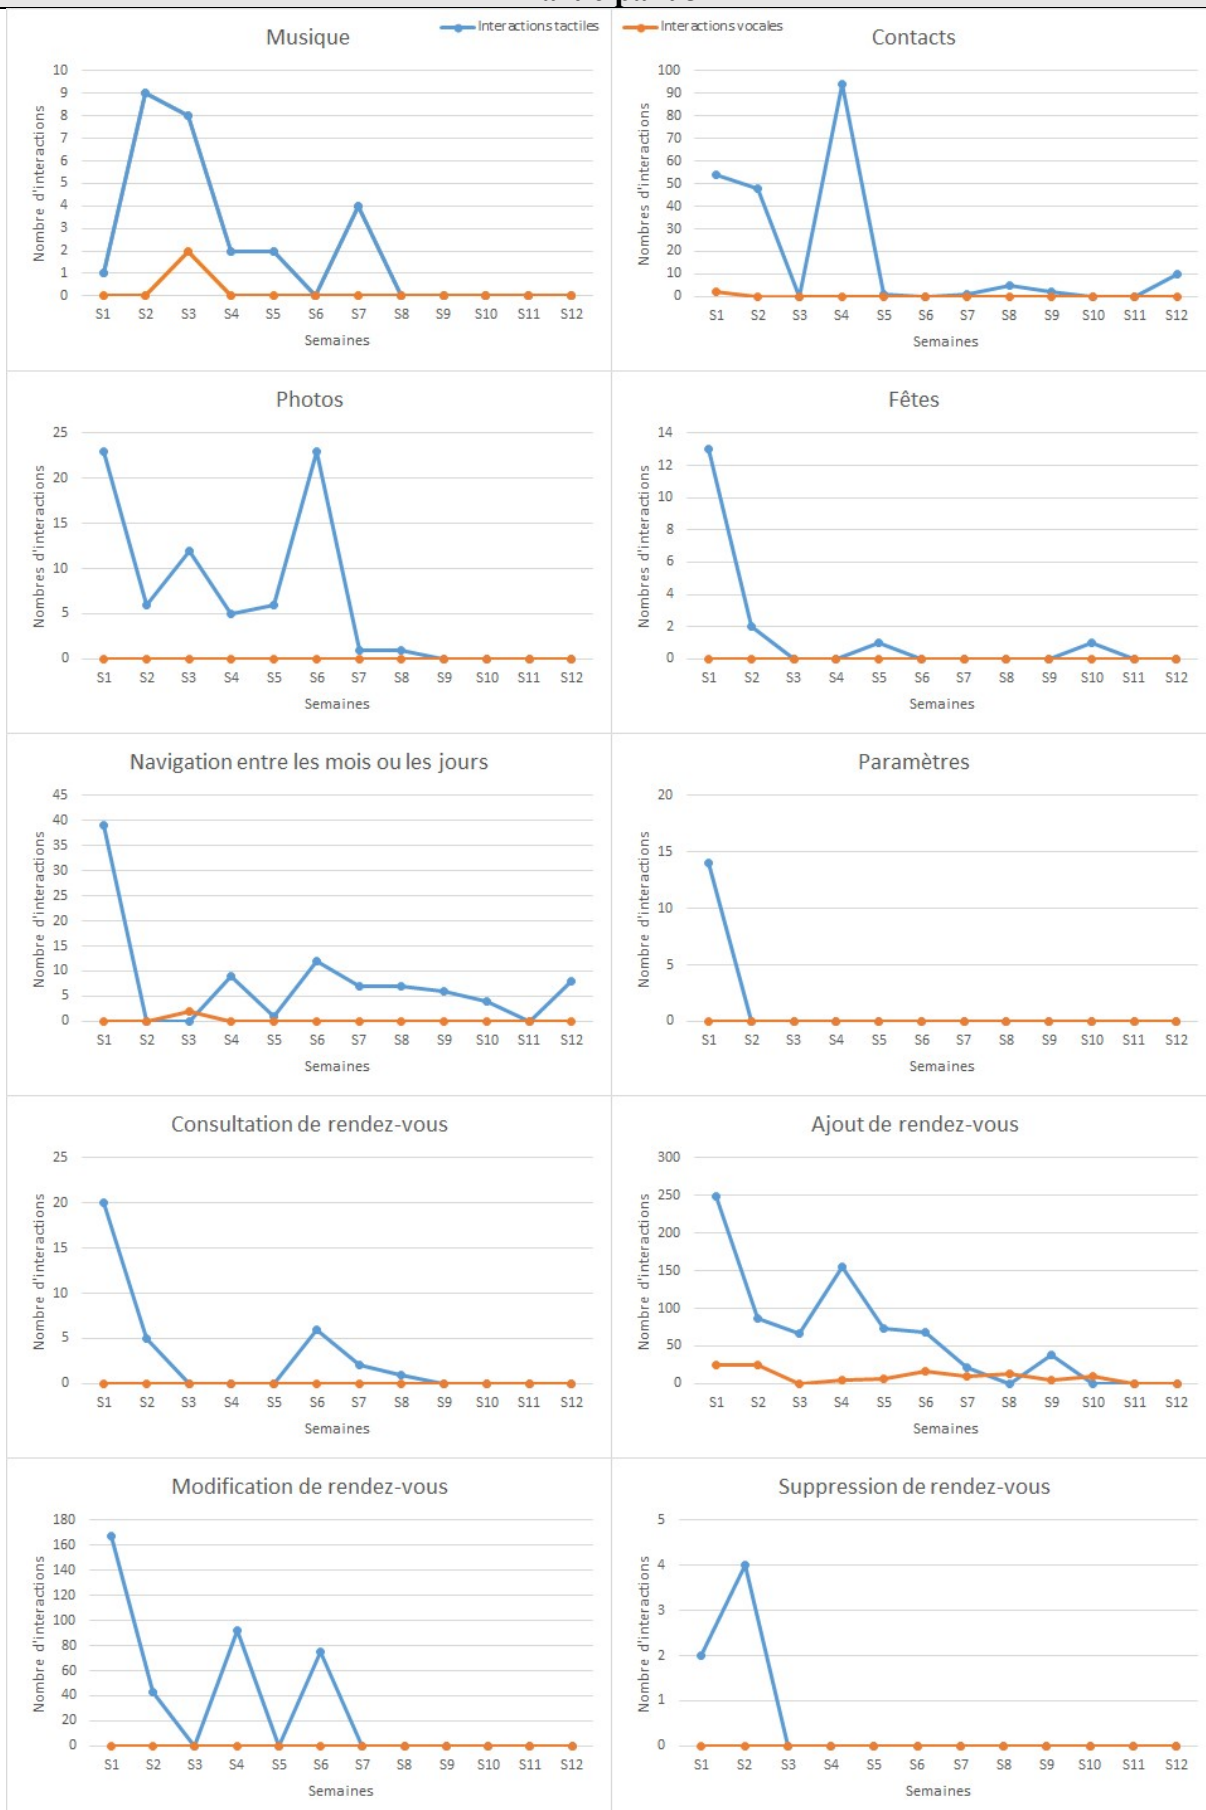 Musique
Interactions tactiles
Interactions vocales
Contacts
Nombre d'interactions
10
9
8
7
6
5
4
3
2
1
0
S1 S2 S3 S4 S5 S6 S7 S8 S9 S10 S11 S12
Semaines
Nombres d'interactions
100
90
80
70
60
50
40
30
20
10
0
S1 S2 S3 S4 S5 S6 S7 S8 S9 S10 S11 S12
Semaines
Photos
Nombres d'interactions
25
20
15
10
5
0
S1 S2 S3 S4 S5 S6 S7 S8 S9 S10 S11 S12
Semaines
Fêtes
Nombres d'interactions
14
12
10
8
6
4
2
0
S1 S2 S3 S4 S5 S6 S7 S8 S9 S10 S11 S12
Semaines
Navigation entre les mois ou les jours
Nombre d'interactions
45
40
35
30
25
20
15
10
5
0
S1 S2 S3 S4 S5 S6 S7 S8 S9 S10 S11 S12
Semaines
Paramètres
Nombre d'interactions
20
15
10
5
0
S1 S2 S3 S4 S5 S6 S7 S8 S9 S10 S11 S12
Semaines
Consultation de rendez-vous
Nombre d'interactions
25
20
15
10
5
0
S1 S2 S3 S4 S5 S6 S7 S8 S9 S10 S11 S12
Semaines
Ajout de rendez-vous
Nombre d'interactions
300
250
200
150
100
50
0
S1 S2 S3 S4 S5 S6 S7 S8 S9 S10 S11 S12
Semaines
Modification de rendez-vous
Nombre d'interactions
180
160
140
120
100
80
60
40
20
0
S1 S2 S3 S4 S5 S6 S7 S8 S9 S10 S11 S12
Semaines
Suppression de rendez-vous
Nombre d'interactions
5
4
3
2
1
0
S1 S2 S3 S4 S5 S6 S7 S8 S9 S10 S11 S12
Semaines